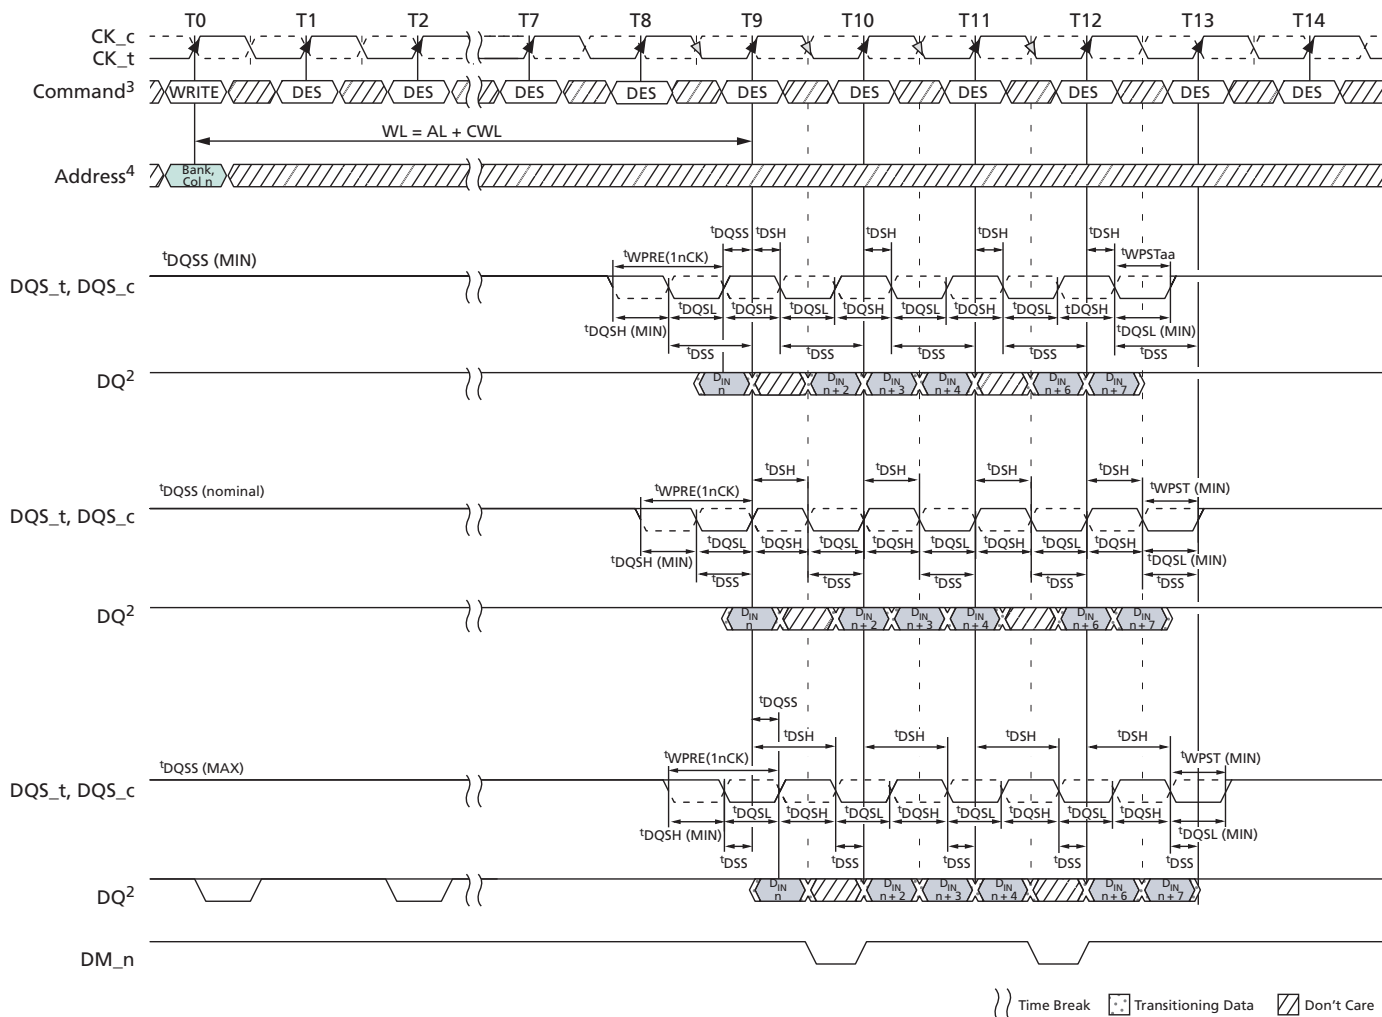 T0 T1 T2 T7 T8 T9 T10 T11 T12 T13 T14
CK_c
CK_t
Command3 WRITE DES DES DES DES DES DES DES DES DES DES
WL = AL + CWL
Address4 Bank,
Col n
tDQSS tDSH tDSH tDSH tDSH
tDQSS (MIN) tWPRE(1nCK) tWPSTaa
DQS_t, DQS_c
tDQSL tDQSH tDQSL tDQSH tDQSL tDQSH tDQSL tDQSH
tDQSH (MIN) tDQSL (MIN)
tDSS tDSS tDSS tDSS tDSS
DQ2 DIN DIN DIN DIN DIN DIN
n n + 2 n + 3 n + 4 n + 6 n + 7
tDSH tDSH tDSH tDSH
tDQSS (nominal) tWPRE(1nCK) tWPST (MIN)
DQS_t, DQS_c
tDQSL tDQSH tDQSL tDQSH tDQSL tDQSH tDQSL tDQSH
tDQSH (MIN) tDQSL (MIN)
tDSS tDSS tDSS tDSS tDSS
DQ2 DIN DIN DIN DIN DIN DIN
n n + 2 n + 3 n + 4 n + 6 n + 7
tDQSS
tDSH tDSH tDSH tDSH
tDQSS (MAX) tWPRE(1nCK) tWPST (MIN)
DQS_t, DQS_c
tDQSL tDQSH tDQSL tDQSH tDQSL tDQSH tDQSL tDQSH
tDQSH (MIN) tDQSL (MIN)
tDSS tDSS tDSS tDSS tDSS
DQ2 DIN DIN DIN DIN DIN DIN
n n + 2 n + 3 n + 4 n + 6 n + 7
DM_n
Time Break Transitioning Data Don't Care